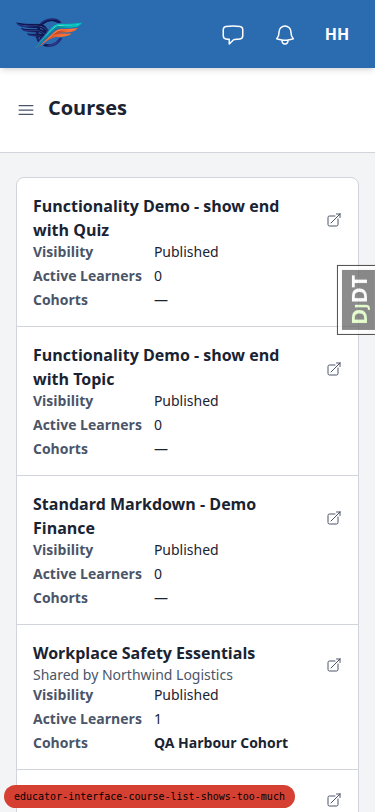 HH
Courses
Functionality Demo - show end
with Quiz
Visibility Published
Active Learners 0
Cohorts —
DjDT
Functionality Demo - show end
with Topic
Visibility Published
Active Learners 0
Cohorts —
Standard Markdown - Demo
Finance
Visibility Published
Active Learners 0
Cohorts —
Workplace Safety Essentials
Shared by Northwind Logistics
Visibility Published
Active Learners 1
Cohorts QA Harbour Cohort
educator-interface-course-list-shows-too-much